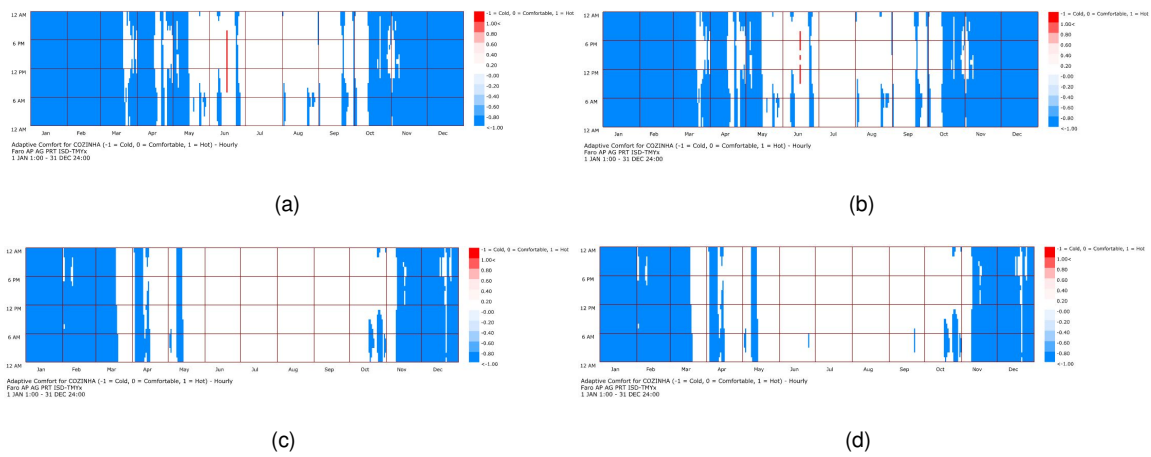 12 AM
6 PM
12 PM
6 AM
12 AM
Jan Feb Mar Apr May Jun Jul Aug Sep Oct Nov Dec
-1 = Cold, 0 = Comfortable, 1 = Hot
1.00<
0.80
0.60
0.40
0.20
-0.00
-0.20
-0.40
-0.60
-0.80
<-1.00
Adaptive Comfort for COZINHA (-1 = Cold, 0 = Comfortable, 1 = Hot) - Hourly
Faro AP AG PRT ISD-TMYx
1 JAN 1:00 - 31 DEC 24:00
(a)
12 AM
6 PM
12 PM
6 AM
12 AM
Jan Feb Mar Apr May Jun Jul Aug Sep Oct Nov Dec
-1 = Cold, 0 = Comfortable, 1 = Hot
1.00<
0.80
0.60
0.40
0.20
-0.00
-0.20
-0.40
-0.60
-0.80
<-1.00
Adaptive Comfort for COZINHA (-1 = Cold, 0 = Comfortable, 1 = Hot) - Hourly
Faro AP AG PRT ISD-TMYx
1 JAN 1:00 - 31 DEC 24:00
(b)
12 AM
6 PM
12 PM
6 AM
12 AM
Jan Feb Mar Apr May Jun Jul Aug Sep Oct Nov Dec
-1 = Cold, 0 = Comfortable, 1 = Hot
1.00<
0.80
0.60
0.40
0.20
-0.00
-0.20
-0.40
-0.60
-0.80
<-1.00
Adaptive Comfort for COZINHA (-1 = Cold, 0 = Comfortable, 1 = Hot) - Hourly
Faro AP AG PRT ISD-TMYx
1 JAN 1:00 - 31 DEC 24:00
(c)
12 AM
6 PM
12 PM
6 AM
12 AM
Jan Feb Mar Apr May Jun Jul Aug Sep Oct Nov Dec
-1 = Cold, 0 = Comfortable, 1 = Hot
1.00<
0.80
0.60
0.40
0.20
-0.00
-0.20
-0.40
-0.60
-0.80
<-1.00
Adaptive Comfort for COZINHA (-1 = Cold, 0 = Comfortable, 1 = Hot) - Hourly
Faro AP AG PRT ISD-TMYx
1 JAN 1:00 - 31 DEC 24:00
(d)